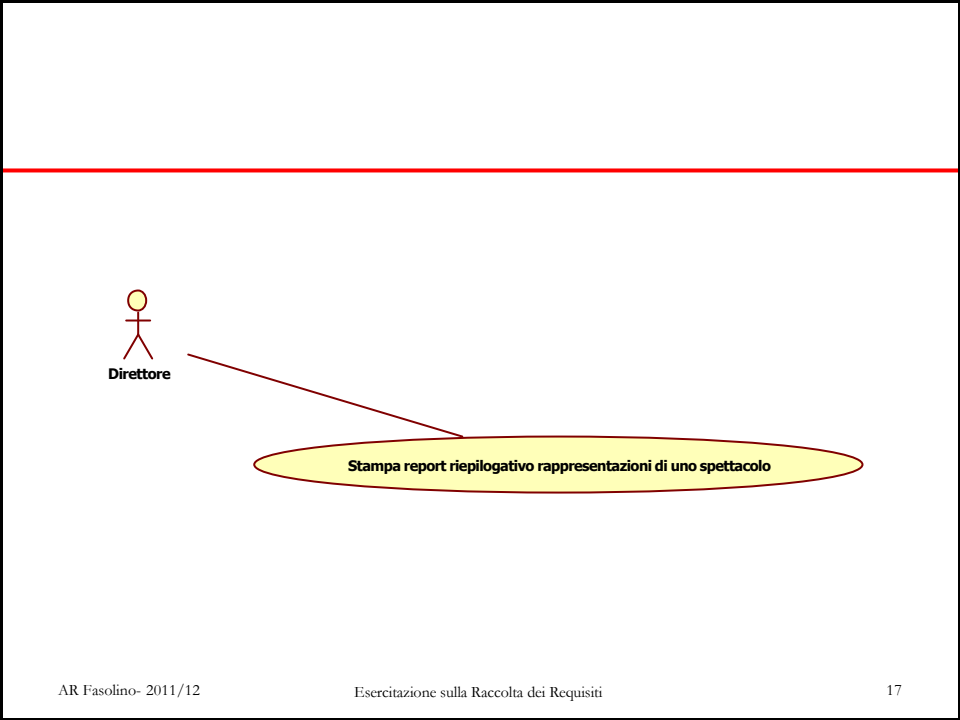 Direttore
Stampa report riepilogativo rappresentazioni di uno spettacolo
AR Fasolino- 2011/12
Esercitazione sulla Raccolta dei Requisiti
17